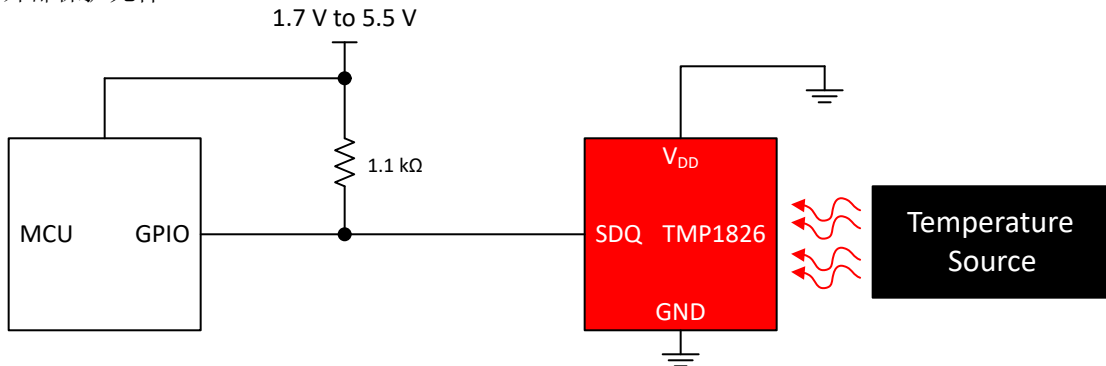 1.7 V to 5.5 V
1.1 kΩ
VDD
MCU
GPIO
SDQ
TMP1826
GND
Temperature
Source